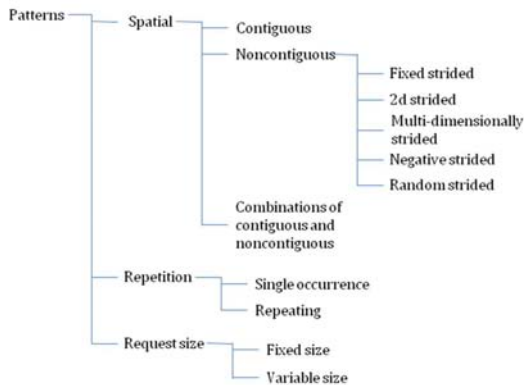 Patterns
Spatial
Contiguous
Noncontiguous
Fixed strided
2d strided
Multi-dimensionally
strided
Negative strided
Random strided
Combinations of
contiguous and
noncontiguous
Repetition
Single occurrence
Repeating
Request size
Fixed size
Variable size